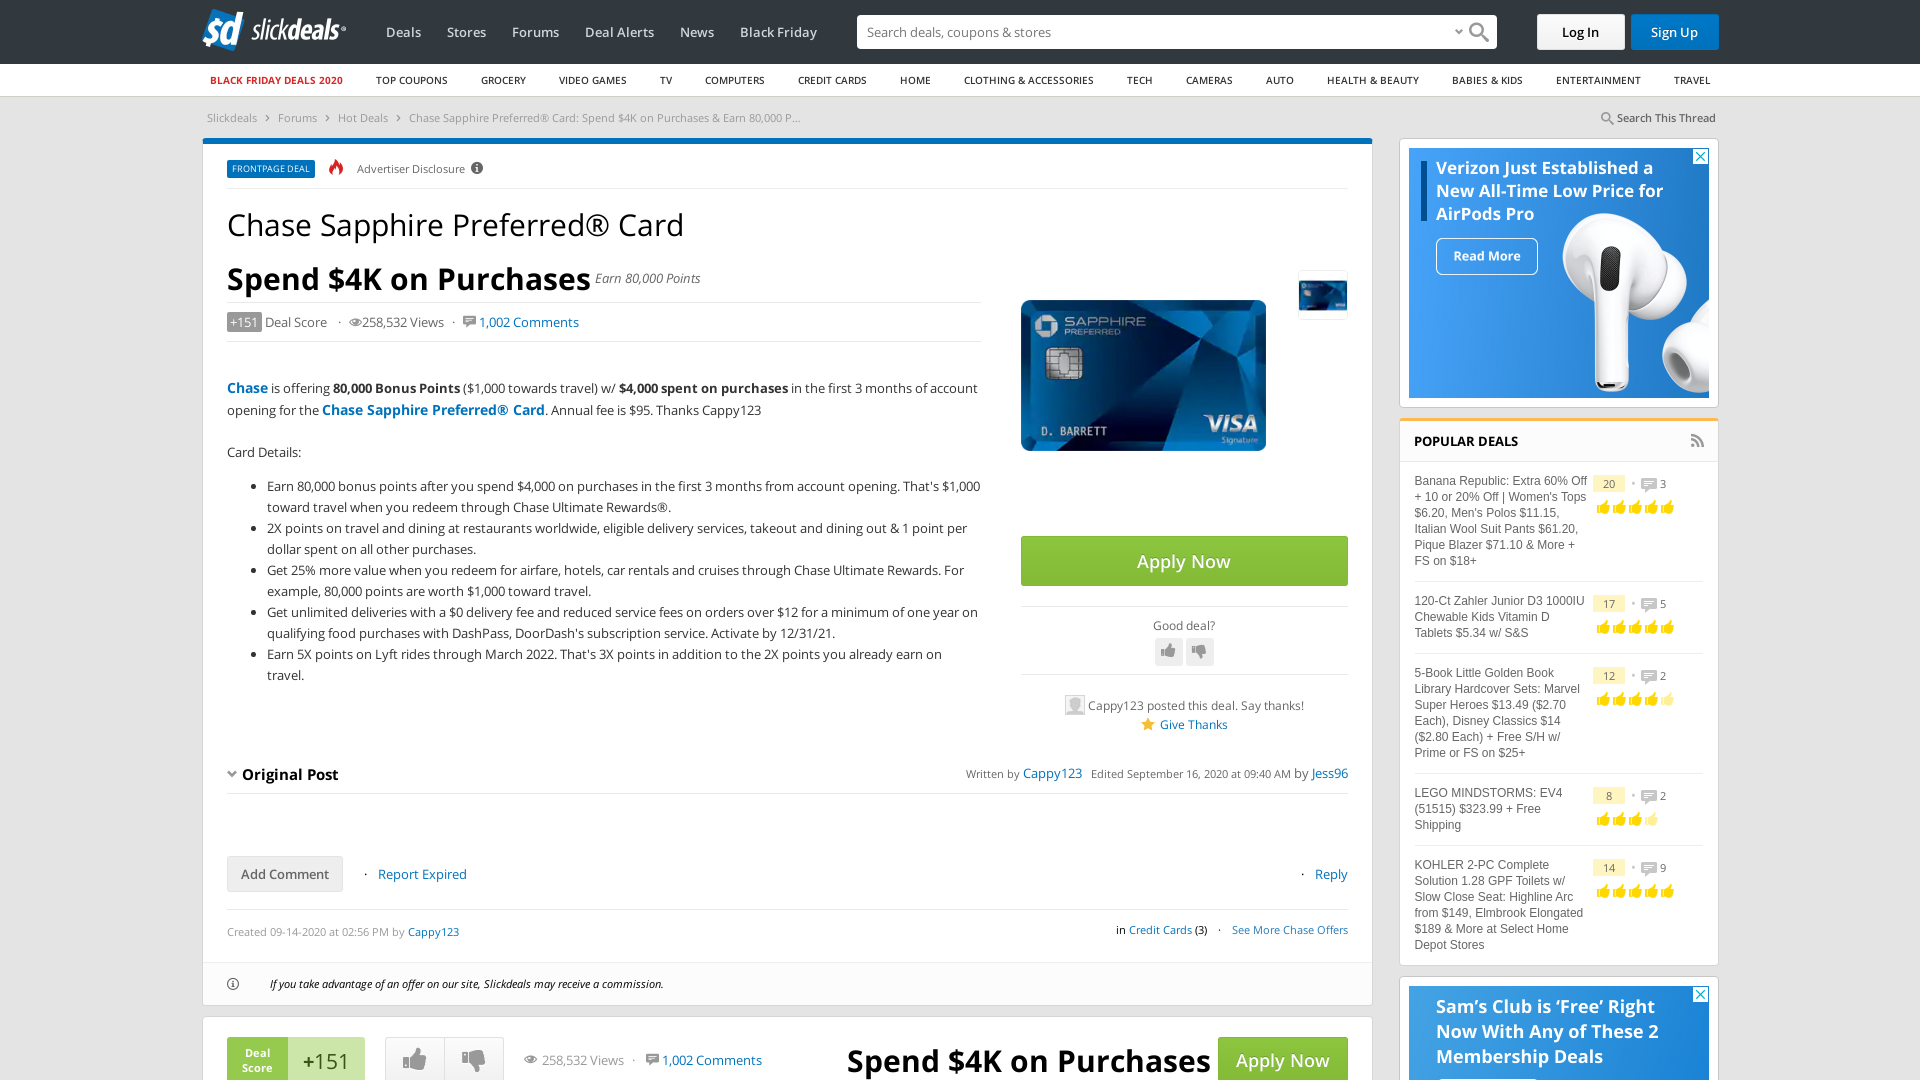 slickdeals
Deals
Stores
Forums
Deal Alerts
News
Black Friday
Search deals, coupons & stores
Log In
Sign Up
BLACK FRIDAY DEALS 2020
TOP COUPONS
GROCERY
VIDEO GAMES
TV
COMPUTERS
CREDIT CARDS
HOME
CLOTHING & ACCESSORIES
TECH
CAMERAS
AUTO
HEALTH & BEAUTY
BABIES & KIDS
ENTERTAINMENT
TRAVEL
Slickdeals › Forums › Hot Deals › Chase Sapphire Preferred® Card: Spend $4K on Purchases & Earn 80,000 P...
Search This Thread
FRONTPAGE DEAL
Advertiser Disclosure
Chase Sapphire Preferred® Card
Spend $4K on Purchases Earn 80,000 Points
+151 Deal Score · 258,532 Views · 1,002 Comments
Chase is offering 80,000 Bonus Points ($1,000 towards travel) w/ $4,000 spent on purchases in the first 3 months of account
opening for the Chase Sapphire Preferred® Card. Annual fee is $95. Thanks Cappy123
Card Details:
• Earn 80,000 bonus points after you spend $4,000 on purchases in the first 3 months from account opening. That's $1,000
toward travel when you redeem through Chase Ultimate Rewards®.
• 2X points on travel and dining at restaurants worldwide, eligible delivery services, takeout and dining out & 1 point per
dollar spent on all other purchases.
• Get 25% more value when you redeem for airfare, hotels, car rentals and cruises through Chase Ultimate Rewards. For
example, 80,000 points are worth $1,000 toward travel.
• Get unlimited deliveries with a $0 delivery fee and reduced service fees on orders over $12 for a minimum of one year on
qualifying food purchases with DashPass, DoorDash's subscription service. Activate by 12/31/21.
• Earn 5X points on Lyft rides through March 2022. That's 3X points in addition to the 2X points you already earn on
travel.
SAPPHIRE
PREFERRED
D. BARRETT
VISA
Signature
Apply Now
Good deal?
Cappy123 posted this deal. Say thanks!
Give Thanks
Original Post
Written by Cappy123 Edited September 16, 2020 at 09:40 AM by Jess96
Add Comment
· Report Expired
· Reply
Created 09-14-2020 at 02:56 PM by Cappy123
in Credit Cards (3) · See More Chase Offers
If you take advantage of an offer on our site, Slickdeals may receive a commission.
Deal
Score
+151
258,532 Views · 1,002 Comments
Spend $4K on Purchases
Apply Now
Verizon Just Established a
New All-Time Low Price for
AirPods Pro
Read More
POPULAR DEALS
Banana Republic: Extra 60% Off
+ 10 or 20% Off | Women's Tops
$6.20, Men's Polos $11.15,
Italian Wool Suit Pants $61.20,
Pique Blazer $71.10 & More +
FS on $18+
20 • 3
120-Ct Zahler Junior D3 1000IU
Chewable Kids Vitamin D
Tablets $5.34 w/ S&S
17 • 5
5-Book Little Golden Book
Library Hardcover Sets: Marvel
Super Heroes $13.49 ($2.70
Each), Disney Classics $14
($2.80 Each) + Free S/H w/
Prime or FS on $25+
12 • 2
LEGO MINDSTORMS: EV4
(51515) $323.99 + Free
Shipping
8 • 2
KOHLER 2-PC Complete
Solution 1.28 GPF Toilets w/
Slow Close Seat: Highline Arc
from $149, Elmbrook Elongated
$189 & More at Select Home
Depot Stores
14 • 9
Sam's Club is ‘Free’ Right
Now With Any of These 2
Membership Deals